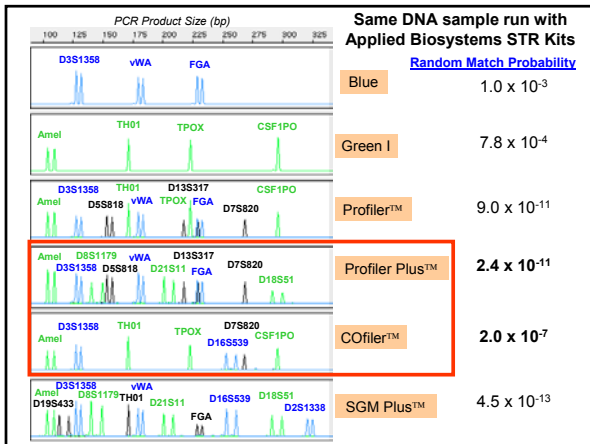 PCR Product Size (bp)
100 125 150 175 200 225 250 275 300 325
Same DNA sample run with
Applied Biosystems STR Kits
Random Match Probability
D3S1358 vWA FGA
Blue 1.0 x 10-3
Amel TH01 TPOX CSF1PO
Green I 7.8 x 10-4
D3S1358 TH01 D13S317 CSF1PO
Amel D5S818 vWA TPOX FGA D7S820
Profiler™ 9.0 x 10-11
Amel D8S1179 vWA D13S317
D3S1358 D5S818 D21S11 FGA D7S820 D18S51
Profiler Plus™ 2.4 x 10-11
D3S1358 TH01 TPOX D7S820
Amel D16S539 CSF1PO
COfiler™ 2.0 x 10-7
D3S1358 vWA D16S539 D18S51
Amel D8S1179 D21S11 D2S1338
D19S433 TH01 FGA
SGM Plus™ 4.5 x 10-13